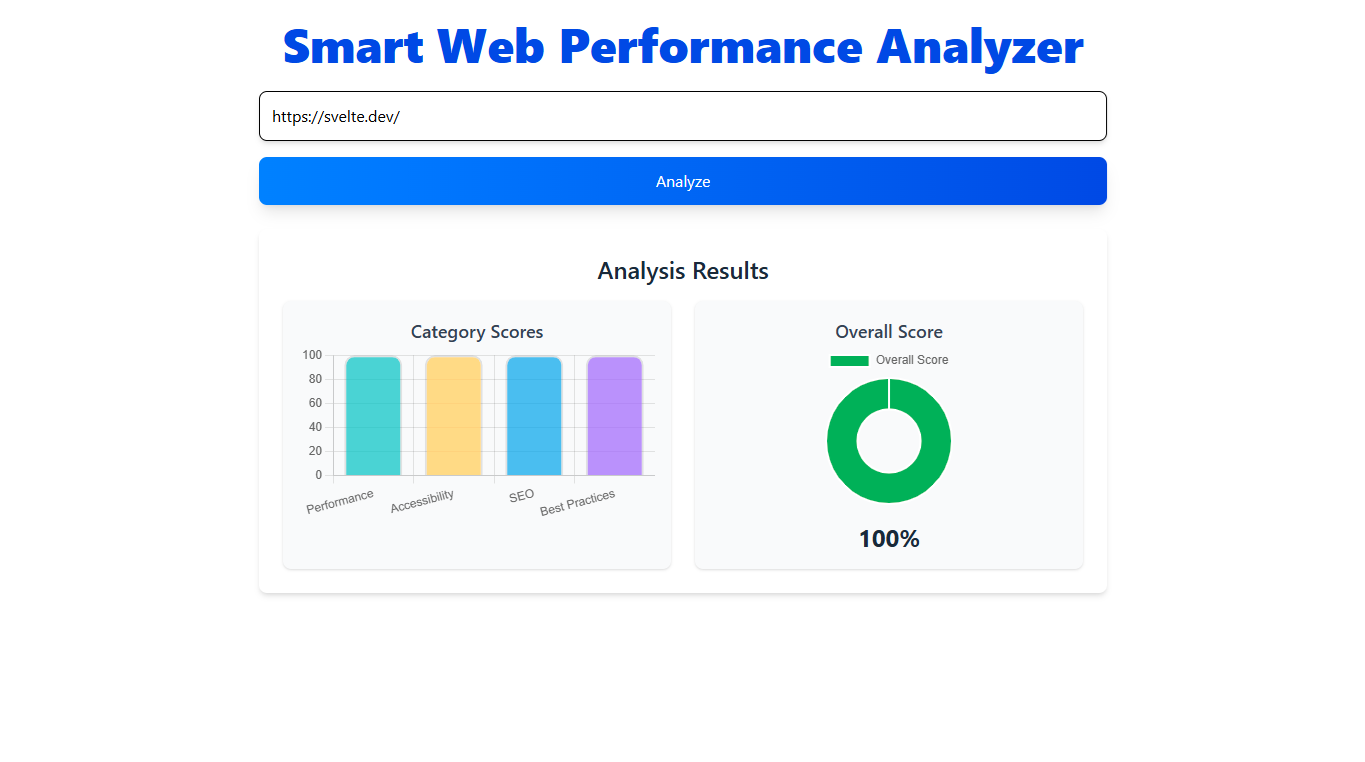 Smart Web Performance Analyzer
https://svelte.dev/
Analyze
Analysis Results
Category Scores
100
80
60
40
20
0
Performance
Accessibility
SEO
Best Practices
Overall Score
Overall Score
100%